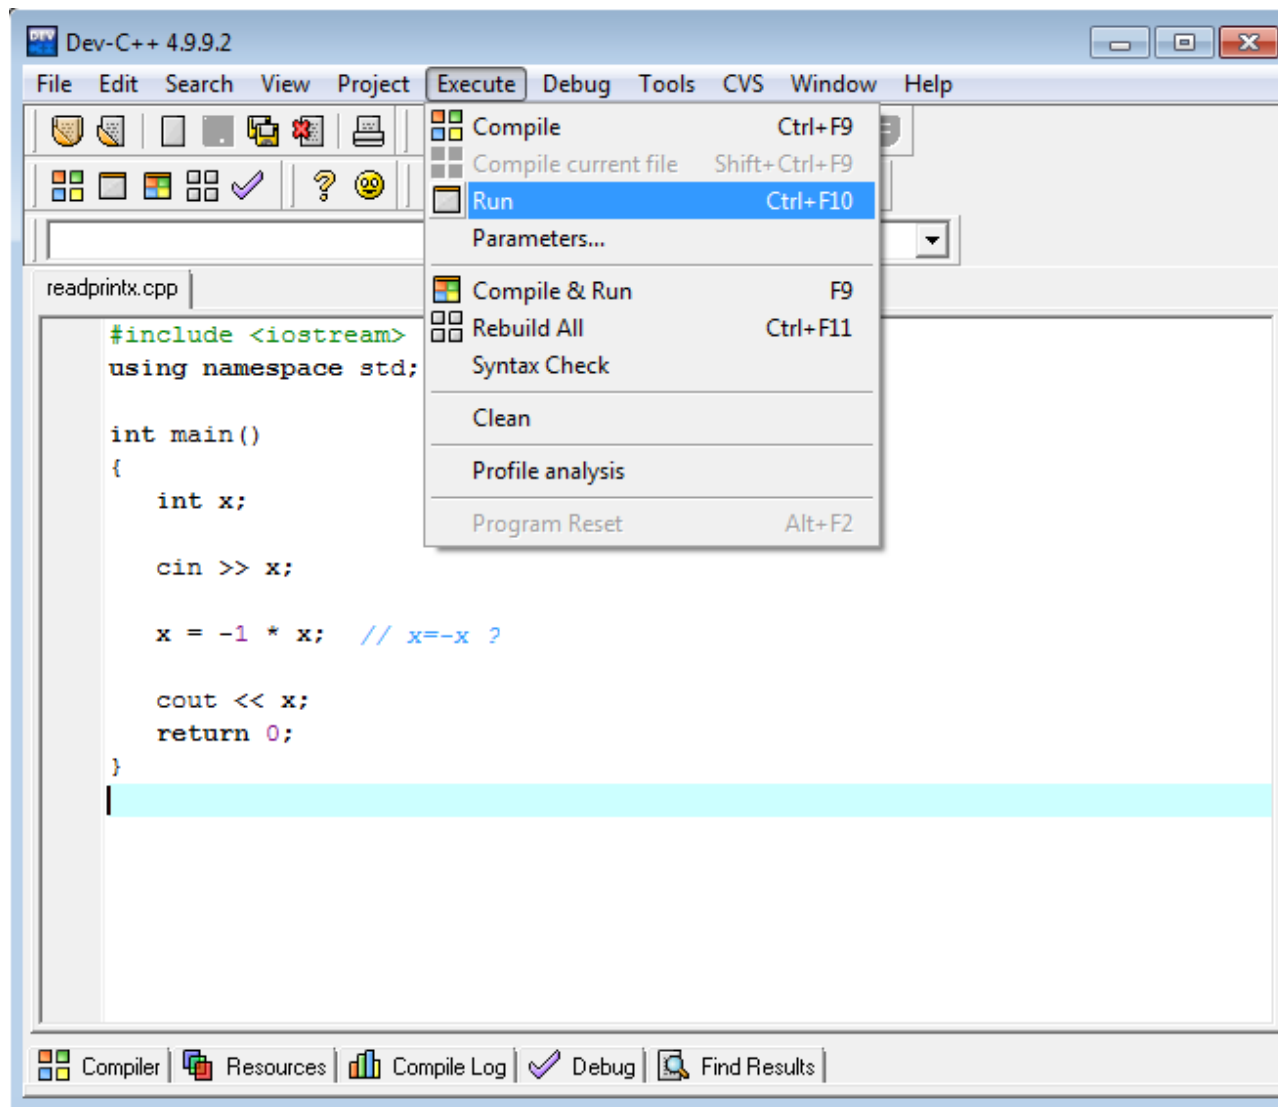 DEV Dev-C++ 4.9.9.2
File Edit Search View Project Execute Debug Tools CVS Window Help
Compile Ctrl+F9
Compile current file Shift+Ctrl+F9
Run Ctrl+F10
Parameters...
Compile & Run F9
Rebuild All Ctrl+F11
Syntax Check
Clean
Profile analysis
Program Reset Alt+F2
readprintx.cpp
#include <iostream>
using namespace std;
int main()
{
int x;
cin >> x;
x = -1 * x; // x=-x ?
cout << x;
return 0;
}
Compiler Resources Compile Log Debug Find Results